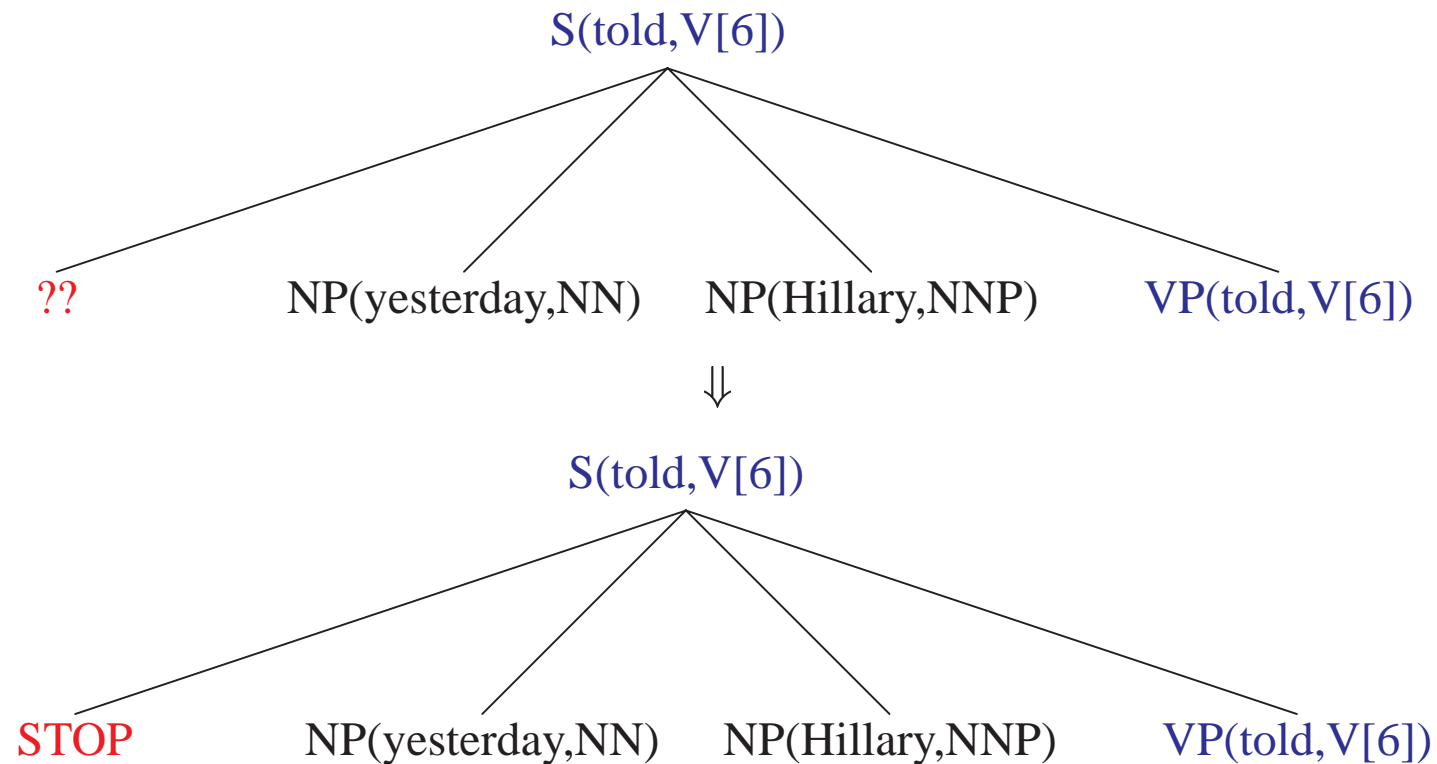 S(told,V[6])
?? NP(yesterday,NN) NP(Hillary,NNP) VP(told,V[6])
⇓
S(told,V[6])
STOP NP(yesterday,NN) NP(Hillary,NNP) VP(told,V[6])